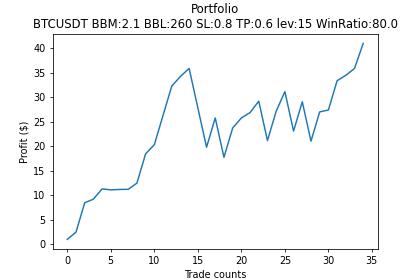 Portfolio
BTCUSDT BBM:2.1 BBL:260 SL:0.8 TP:0.6 lev:15 WinRatio:80.0
40
35
30
25
20
15
10
5
0
Profit ($)
0 5 10 15 20 25 30 35
Trade counts